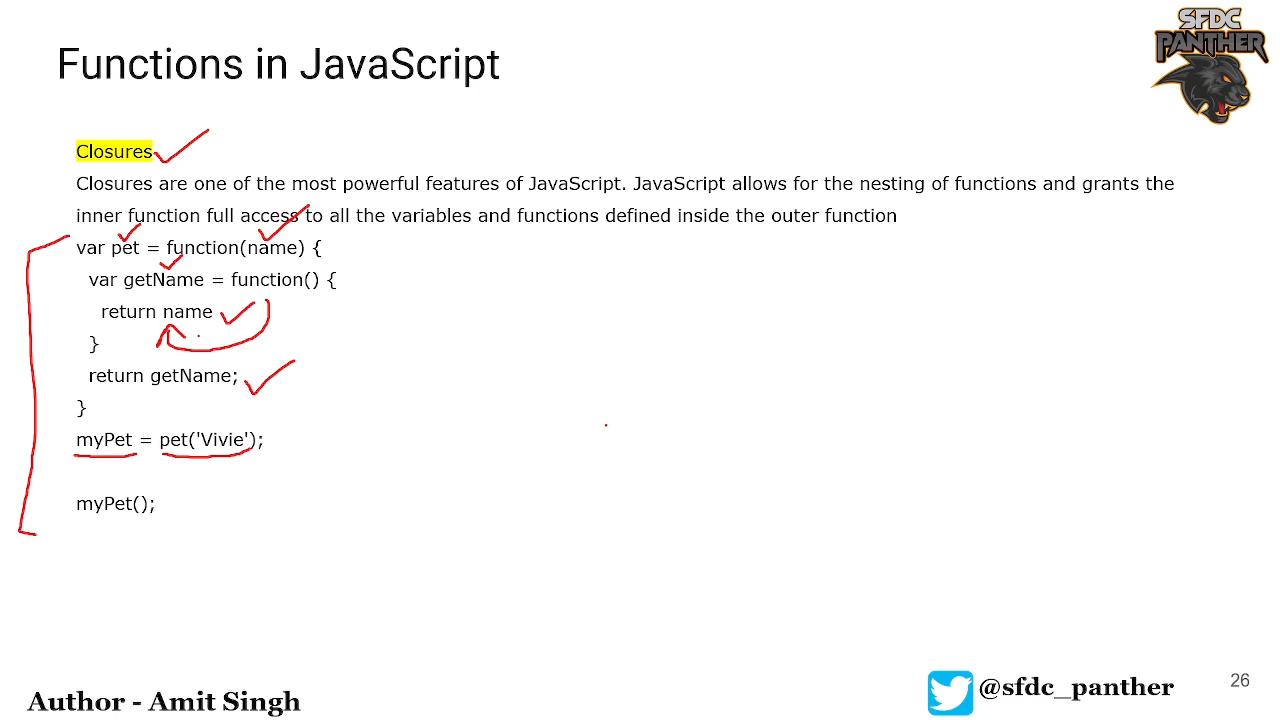 SFDC
PANTHER
Functions in JavaScript
Closures
Closures are one of the most powerful features of JavaScript. JavaScript allows for the nesting of functions and grants the
inner function full access to all the variables and functions defined inside the outer function
var pet = function(name) {
var getName = function() {
return name
}
return getName;
}
myPet = pet('Vivie');
myPet();
Author - Amit Singh
@sfdc_panther
26